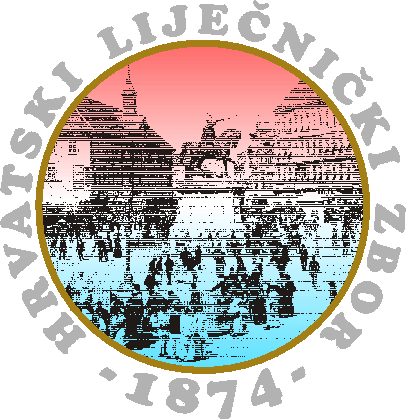 HRVATSKI LIJEČNIČKI ZBOR
- 1874 -